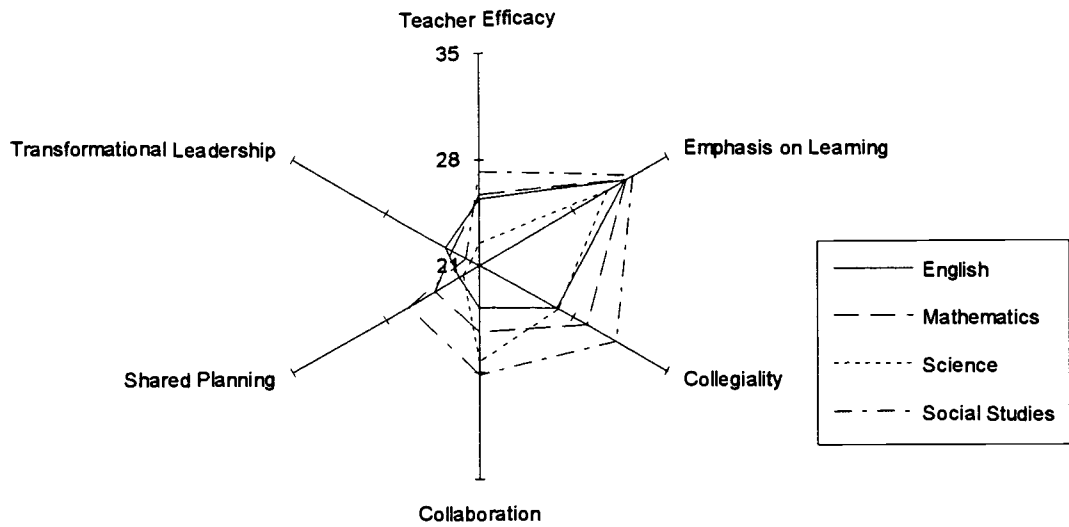 Teacher Efficacy
35
Transformational Leadership
28
Emphasis on Learning
21
English
Mathematics
Shared Planning
Collegiality
Science
Social Studies
Collaboration